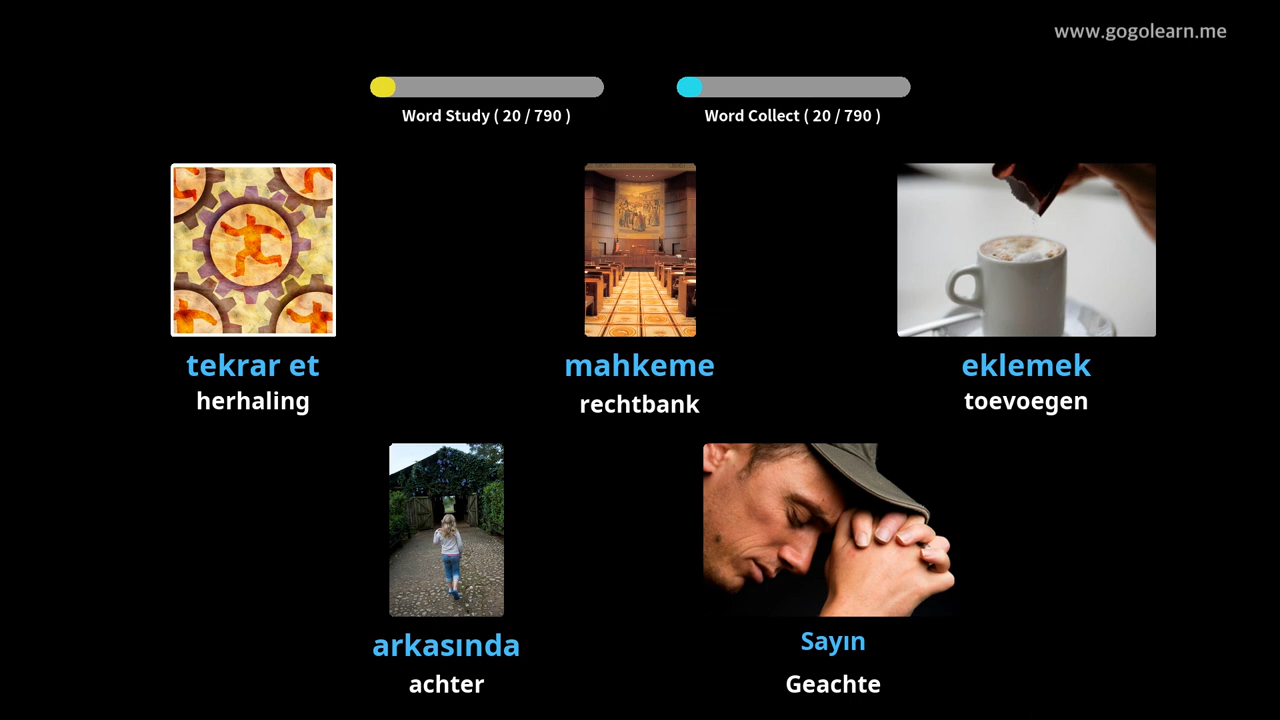 www.gogolearn.me
Word Study ( 20 / 790 )
Word Collect ( 20 / 790 )
tekrar et
herhaling
mahkeme
rechtbank
eklemek
toevoegen
arkasında
achter
Sayın
Geachte